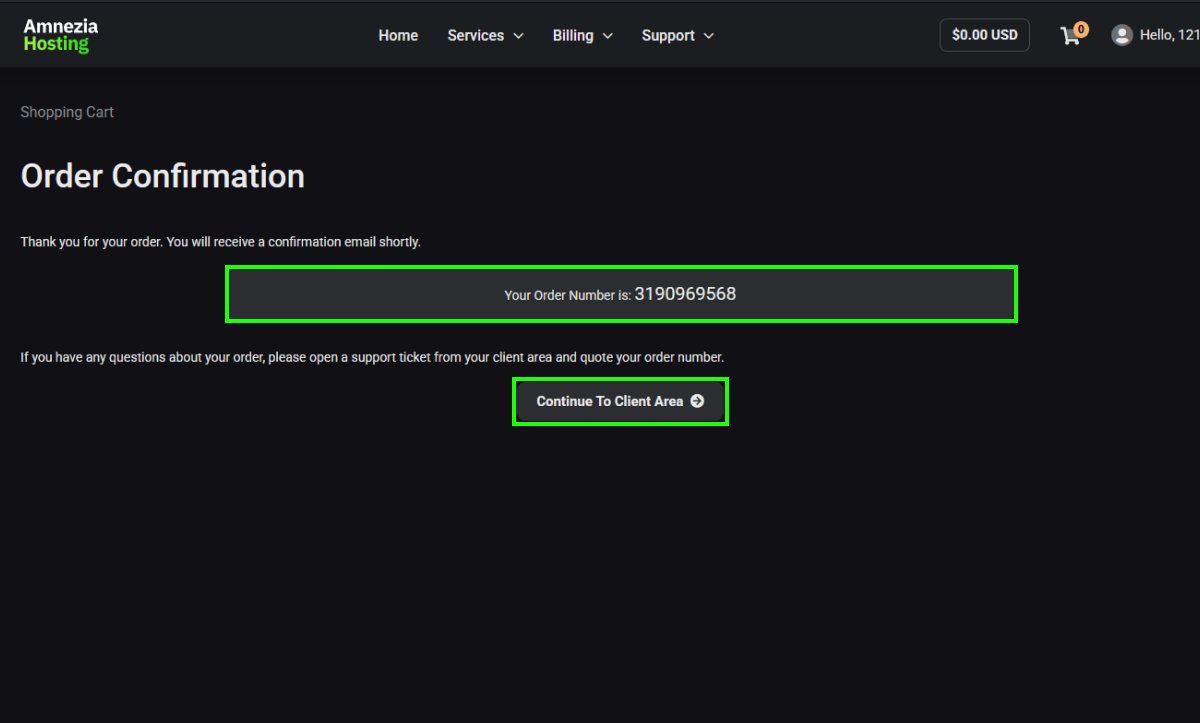 Amnezia
Hosting
Home Services Billing Support $0.00 USD 0 Hello, 121
Shopping Cart
Order Confirmation
Thank you for your order. You will receive a confirmation email shortly.
Your Order Number is: 3190969568
If you have any questions about your order, please open a support ticket from your client area and quote your order number.
Continue To Client Area